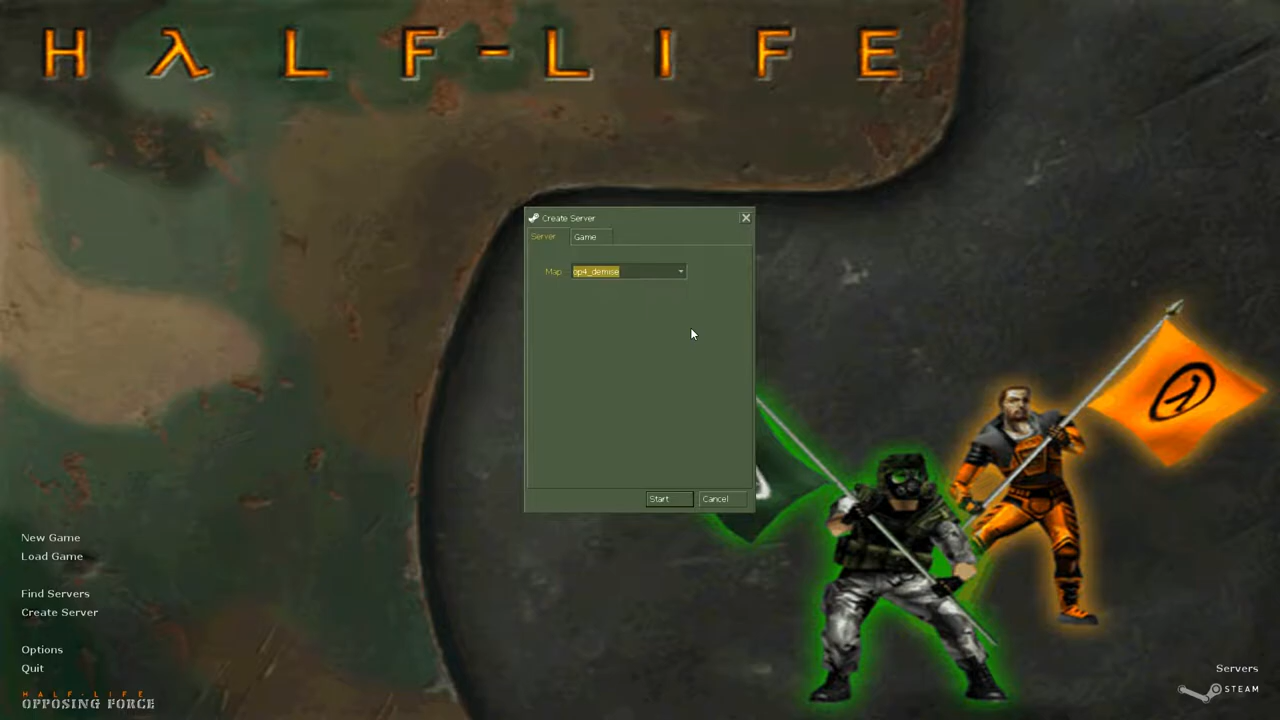 HλLF-LIFE
Create Server
Server Game
Map op4_demise
Start Cancel
New Game
Load Game
Find Servers
Create Server
Options
Quit
Servers
HALF-LIFE
OPPOSING FORCE
STEAM